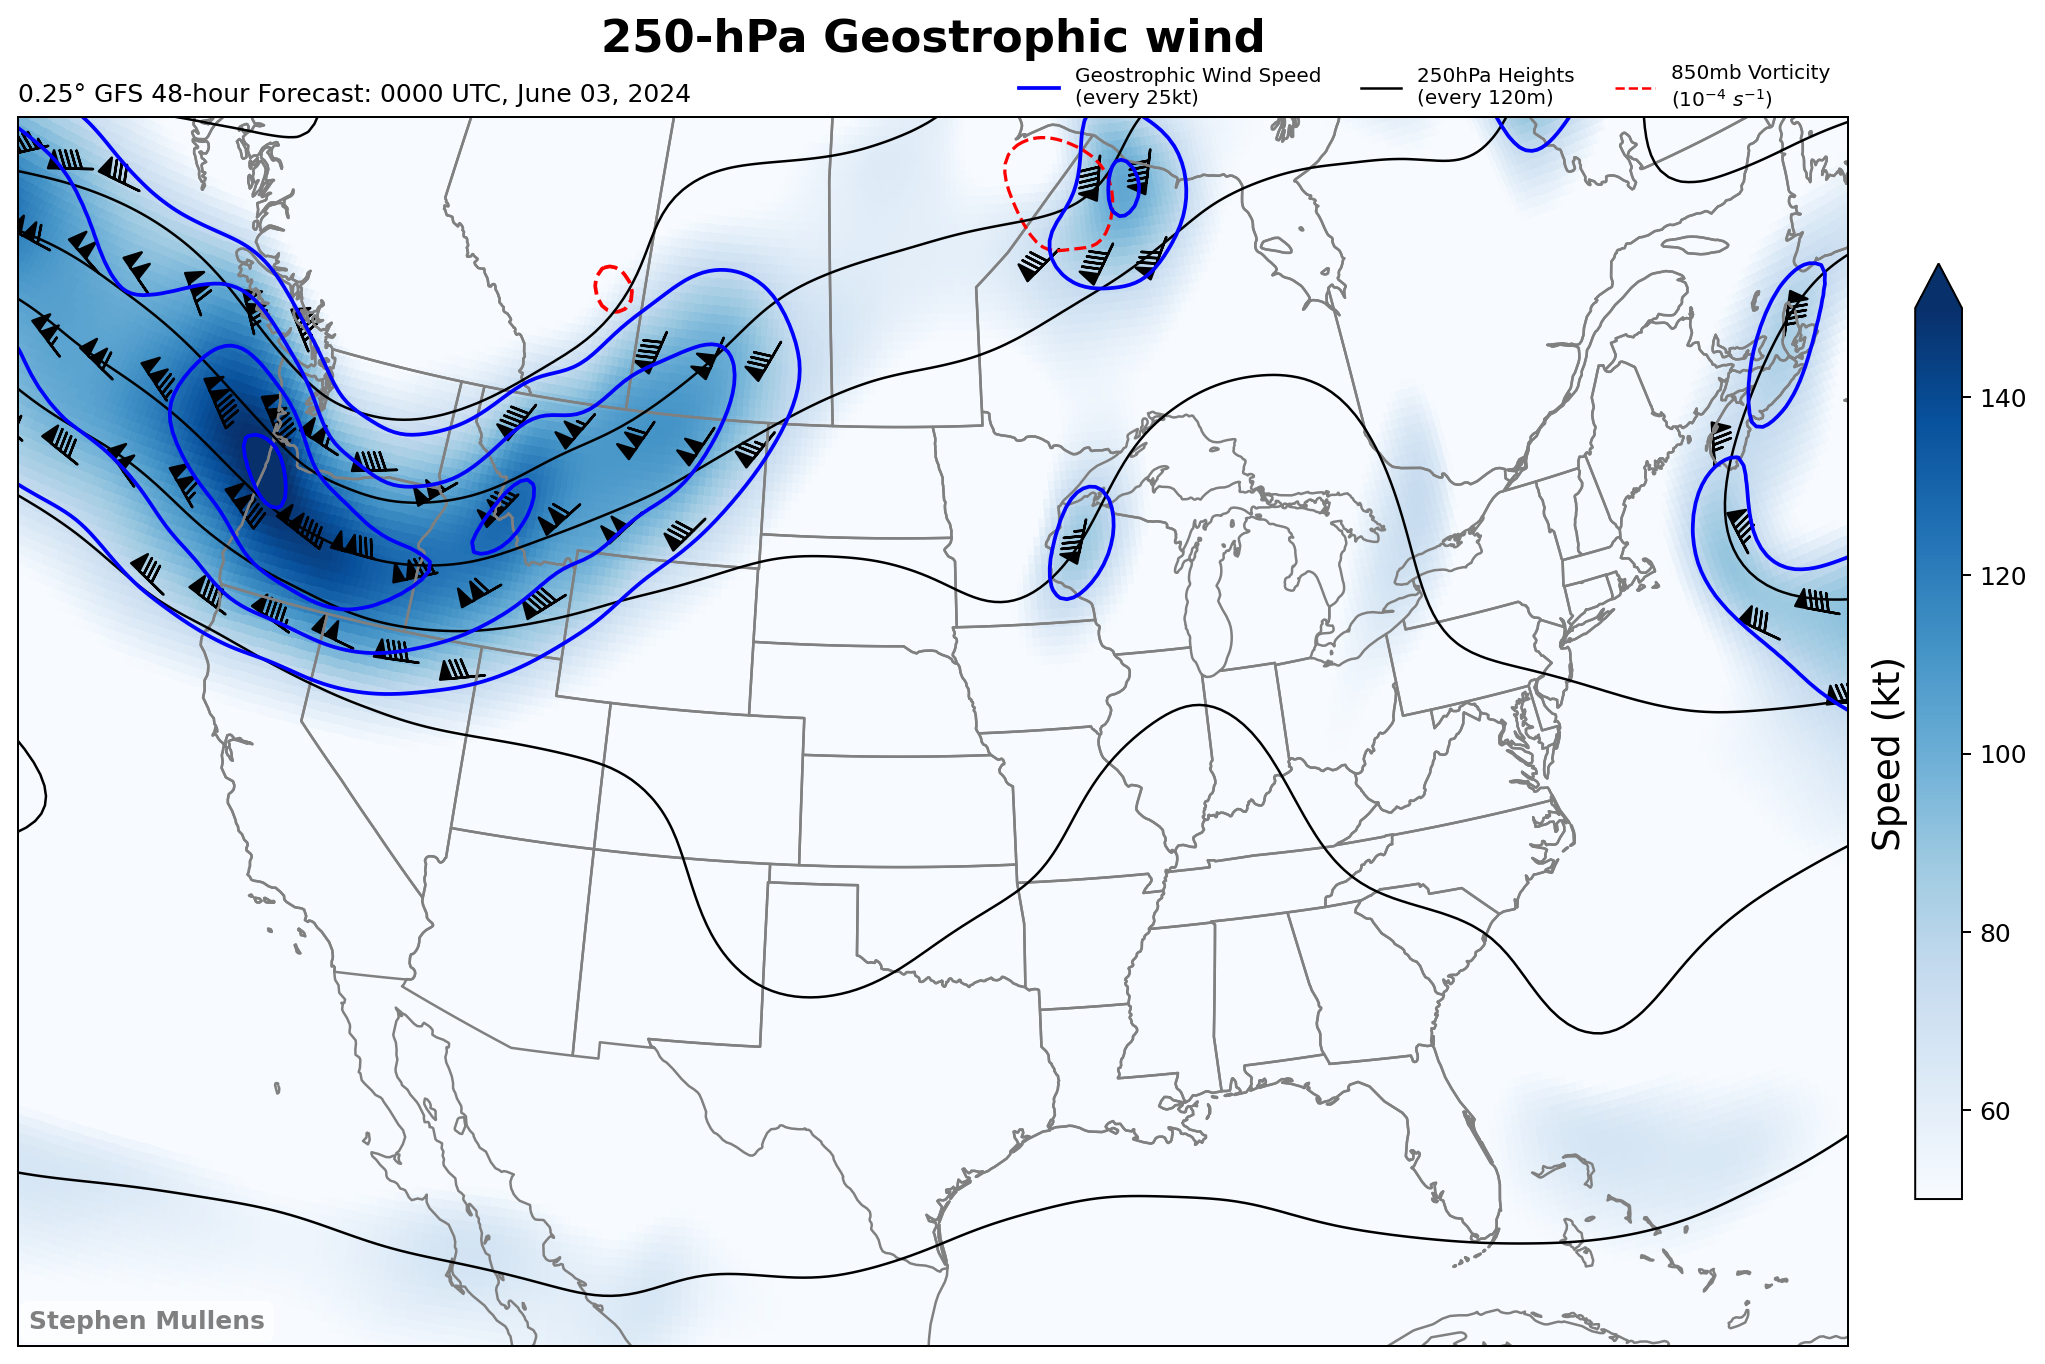 250-hPa Geostrophic wind
0.25° GFS 48-hour Forecast: 0000 UTC, June 03, 2024
Geostrophic Wind Speed
(every 25kt)
250hPa Heights
(every 120m)
850mb Vorticity
(10⁻⁴ s⁻¹)
140
120
100
80
60
Speed (kt)
Stephen Mullens